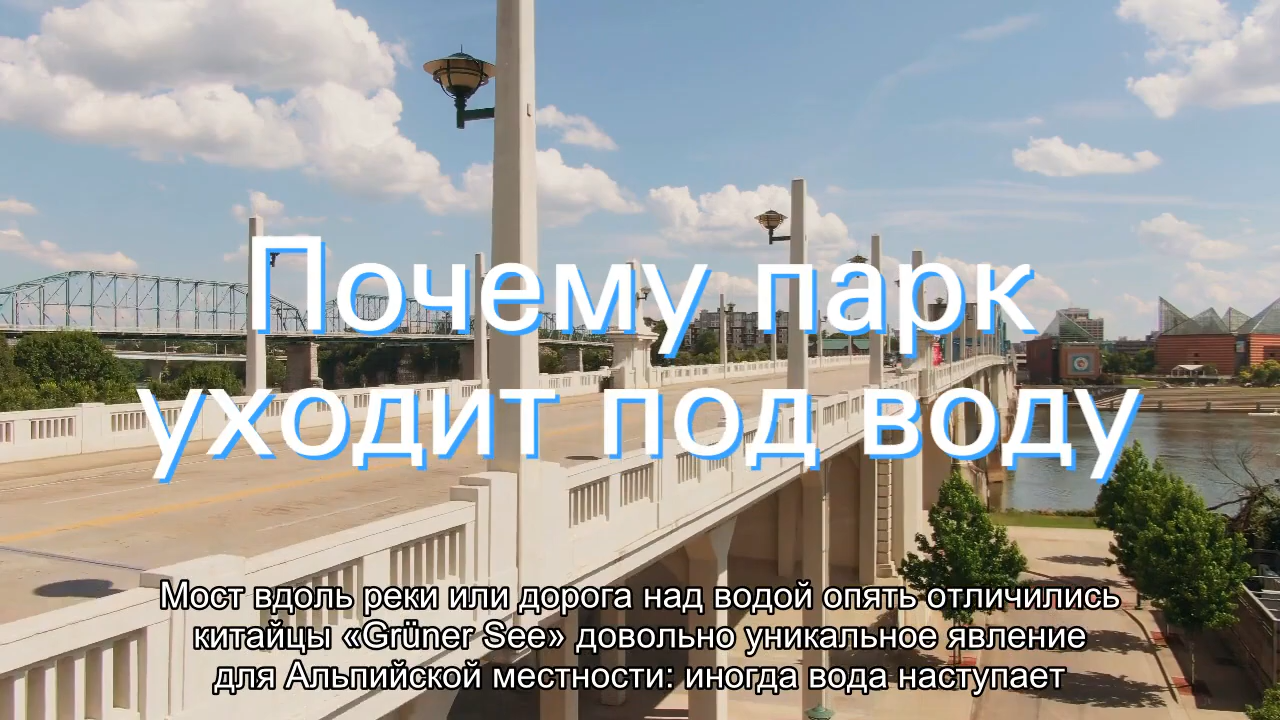 Почему парк
уходит под воду
Мост вдоль реки или дорога над водой опять отличились
китайцы «Grüner See» довольно уникальное явление
для Альпийской местности: иногда вода наступает